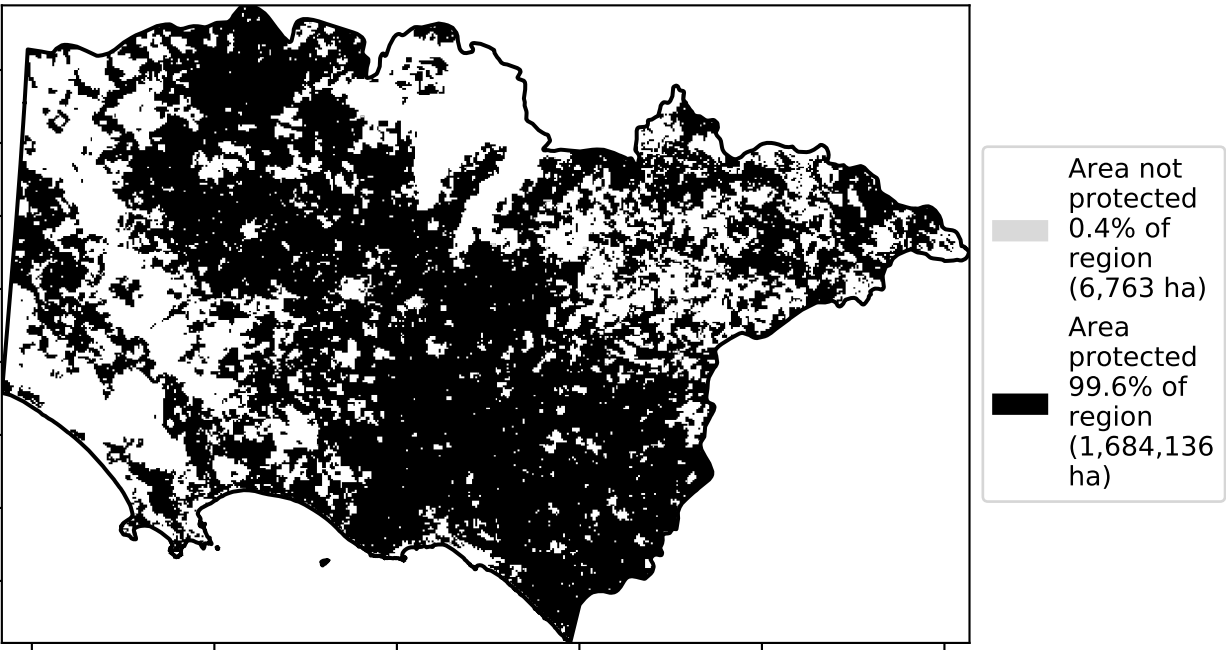 Area not
protected
0.4% of
region
(6,763 ha)
Area
protected
99.6% of
region
(1,684,136
ha)